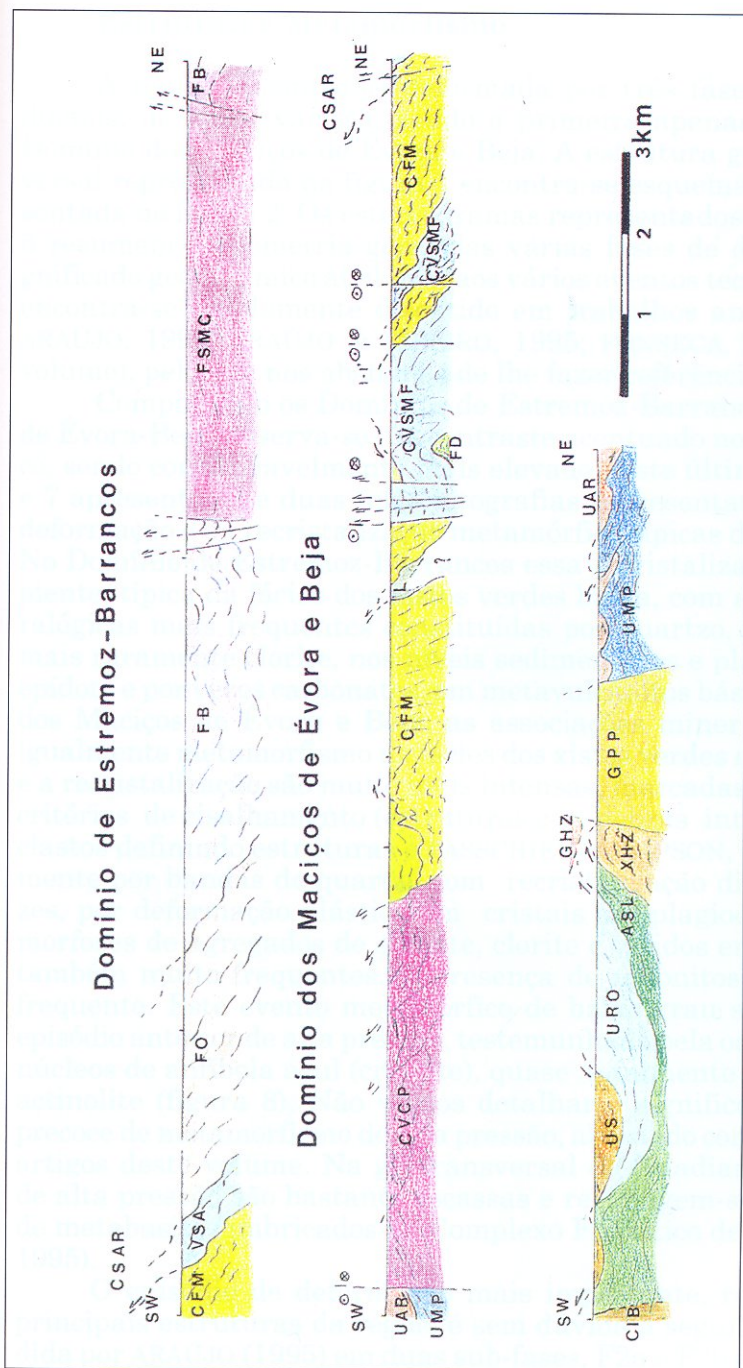 Domínio de Estremoz-Barrancos
CSAR
SW
NE
CFM
VSA
FO
FB
FSMC
FB
Domínio dos Maciços de Évora e Beja
SW
NE
CSAR
UAB
UMP
CVCP
CFM
?
FD
CVSMF
CVSMF
CFM
SW
NE
CIB
US
URO
ASL
GHZ
XHZ
GPP
UMP
UAR
1
2
3 km